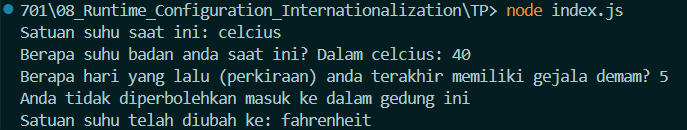 701\08_Runtime_Configuration_Internationalization\TP> node index.js
Satuan suhu saat ini: celcius
Berapa suhu badan anda saat ini? Dalam celcius: 40
Berapa hari yang lalu (perkiraan) anda terakhir memiliki gejala demam? 5
Anda tidak diperbolehkan masuk ke dalam gedung ini
Satuan suhu telah diubah ke: fahrenheit